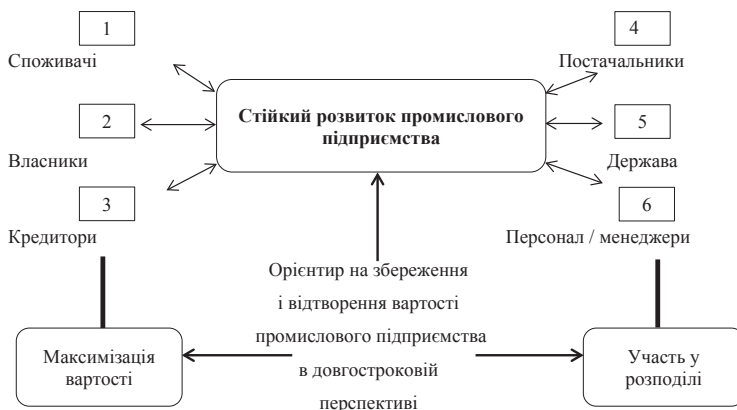 1
Споживачі
2
Власники
3
Кредитори
Стійкий розвиток промислового
підприємства
4
Постачальники
5
Держава
6
Персонал / менеджери
Орієнтир на збереження
і відтворення вартості
промислового підприємства
в довгостроковій
перспективі
Максимізація
вартості
Участь у
розподілі